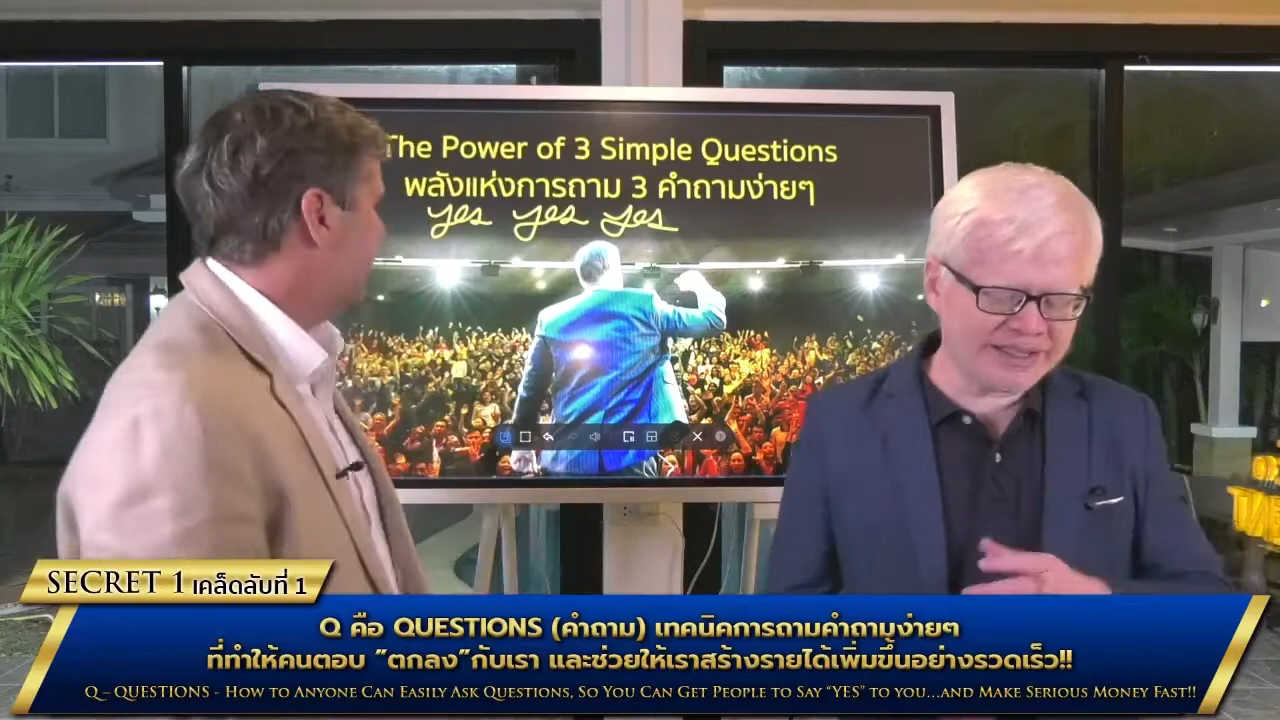 The Power of 3 Simple Questions
พลังแห่งการถาม 3 คำถามง่ายๆ
yes yes yes
SECRET 1 เคล็ดลับที่ 1
Q คือ QUESTIONS (คำถาม) เทคนิคการถามคำถามง่ายๆ
ที่ทำให้คนตอบ "ตกลง"กับเรา และช่วยให้เราสร้างรายได้เพิ่มขึ้นอย่างรวดเร็ว!!
Q – QUESTIONS - How to Anyone Can Easily Ask Questions, So You Can Get People to Say "YES" to you...and Make Serious Money Fast!!